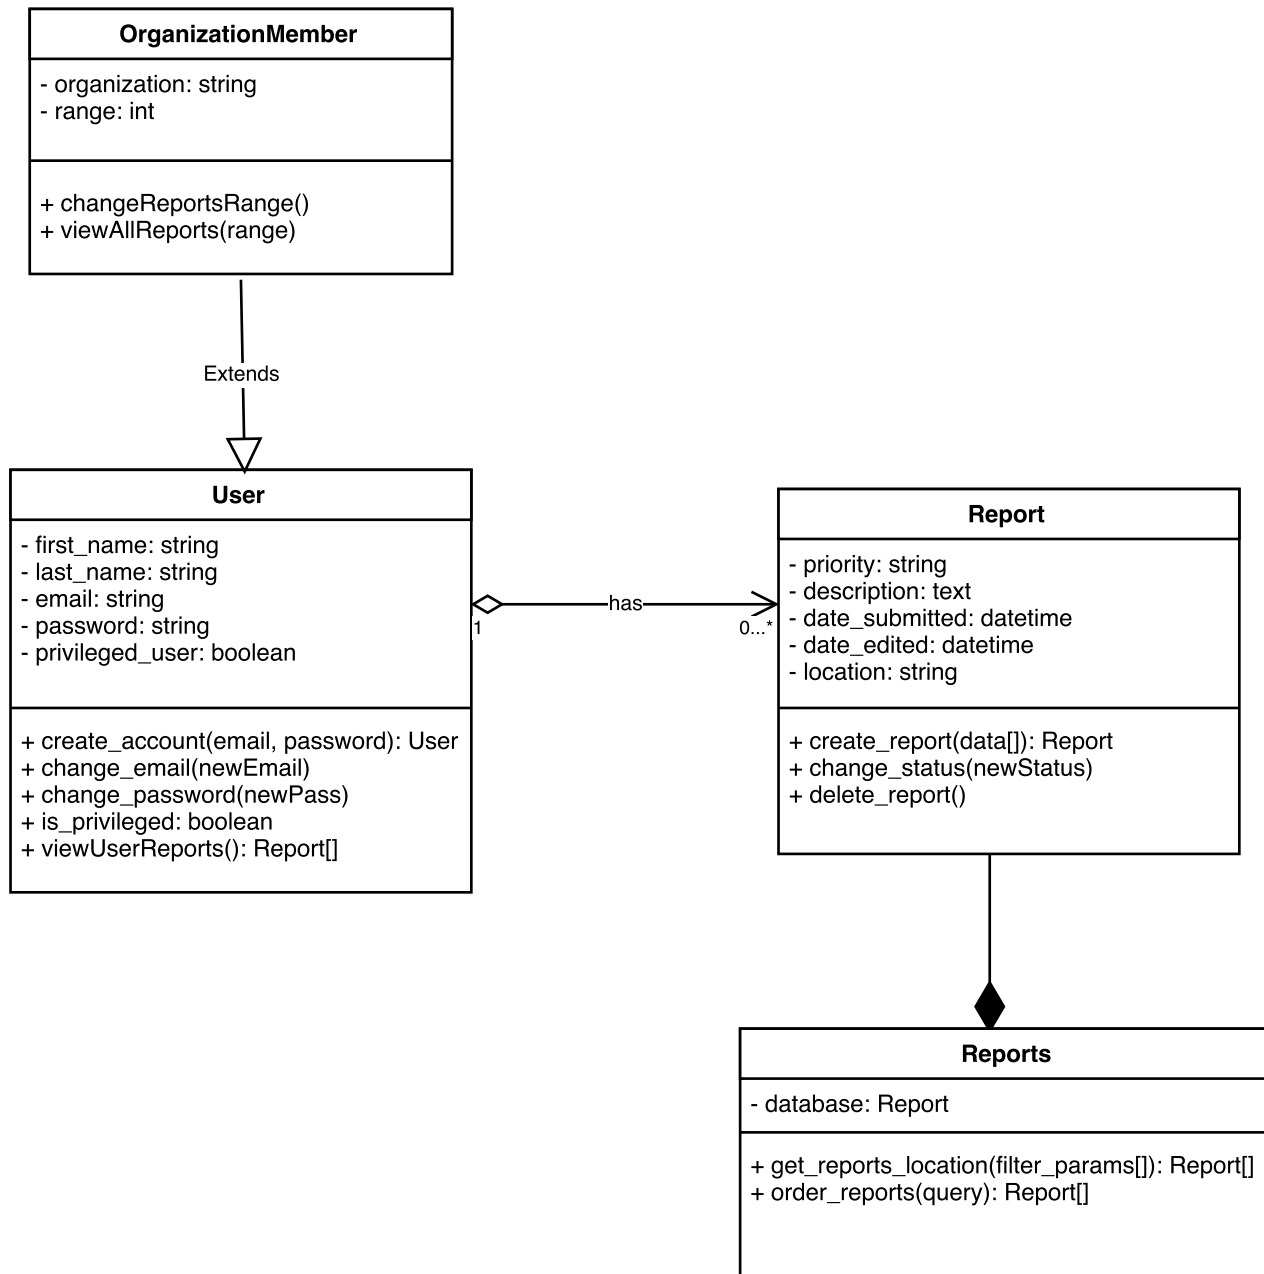 OrganizationMember
- organization: string
- range: int
+ changeReportsRange()
+ viewAllReports(range)
Extends
User
- first_name: string
- last_name: string
- email: string
- password: string
- privileged_user: boolean
+ create_account(email, password): User
+ change_email(newEmail)
+ change_password(newPass)
+ is_privileged: boolean
+ viewUserReports(): Report[]
1
has
0...*
Report
- priority: string
- description: text
- date_submitted: datetime
- date_edited: datetime
- location: string
+ create_report(data[]): Report
+ change_status(newStatus)
+ delete_report()
Reports
- database: Report
+ get_reports_location(filter_params[]): Report[]
+ order_reports(query): Report[]